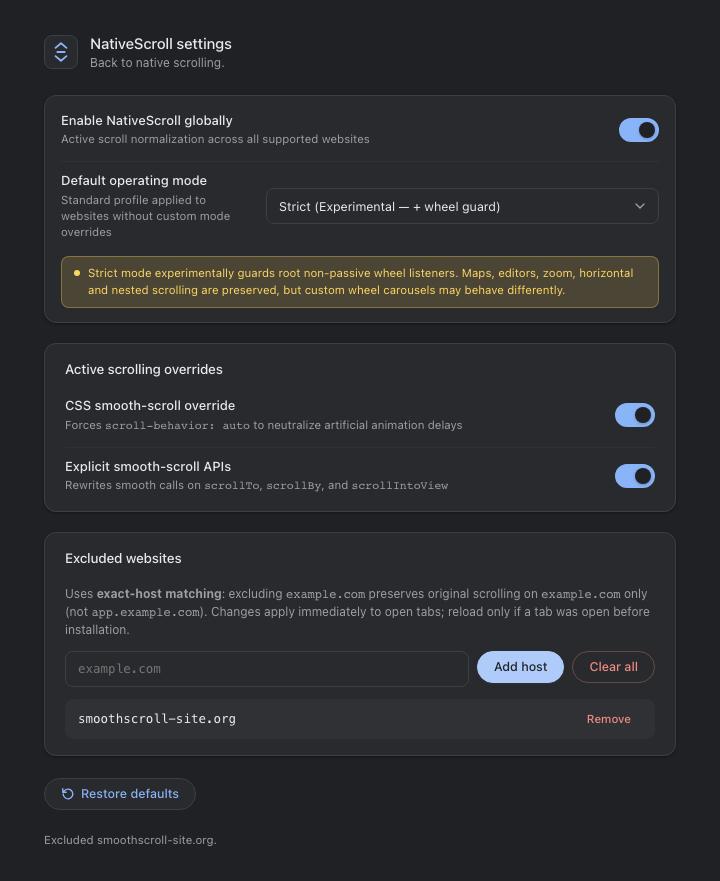 NativeScroll settings
Back to native scrolling.
Enable NativeScroll globally
Active scroll normalization across all supported websites
Default operating mode
Standard profile applied to
websites without custom mode
overrides
Strict (Experimental — + wheel guard)
Strict mode experimentally guards root non-passive wheel listeners. Maps, editors, zoom, horizontal
and nested scrolling are preserved, but custom wheel carousels may behave differently.
Active scrolling overrides
CSS smooth-scroll override
Forces scroll-behavior: auto to neutralize artificial animation delays
Explicit smooth-scroll APIs
Rewrites smooth calls on scrollTo, scrollBy, and scrollIntoView
Excluded websites
Uses exact-host matching: excluding example.com preserves original scrolling on example.com only
(not app.example.com). Changes apply immediately to open tabs; reload only if a tab was open before
installation.
example.com
Add host
Clear all
smoothscroll-site.org
Remove
Restore defaults
Excluded smoothscroll-site.org.